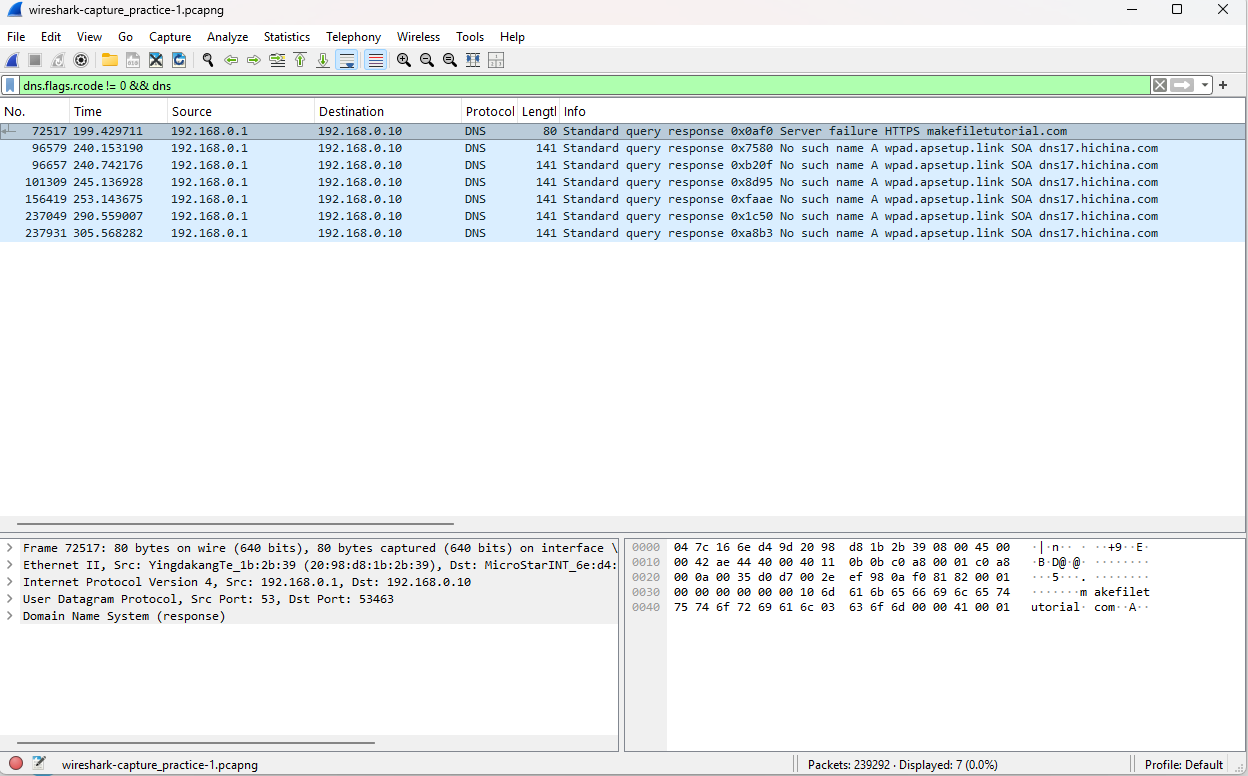 wireshark-capture_practice-1.pcapng
File Edit View Go Capture Analyze Statistics Telephony Wireless Tools Help
dns.flags.rcode != 0 && dns
No. Time Source Destination Protocol Length Info
72517 199.429711 192.168.0.1 192.168.0.10 DNS 80 Standard query response 0x0af0 Server failure HTTPS makefiletutorial.com
96579 240.153190 192.168.0.1 192.168.0.10 DNS 141 Standard query response 0x7580 No such name A wpad.apsetup.link SOA dns17.hichina.com
96657 240.742176 192.168.0.1 192.168.0.10 DNS 141 Standard query response 0xb20f No such name A wpad.apsetup.link SOA dns17.hichina.com
101309 245.136928 192.168.0.1 192.168.0.10 DNS 141 Standard query response 0x8d95 No such name A wpad.apsetup.link SOA dns17.hichina.com
156419 253.143675 192.168.0.1 192.168.0.10 DNS 141 Standard query response 0xfaae No such name A wpad.apsetup.link SOA dns17.hichina.com
237049 290.559007 192.168.0.1 192.168.0.10 DNS 141 Standard query response 0x1c50 No such name A wpad.apsetup.link SOA dns17.hichina.com
237931 305.568282 192.168.0.1 192.168.0.10 DNS 141 Standard query response 0xa8b3 No such name A wpad.apsetup.link SOA dns17.hichina.com
Frame 72517: 80 bytes on wire (640 bits), 80 bytes captured (640 bits) on interface \
Ethernet II, Src: YingdakangTe_1b:2b:39 (20:98:d8:1b:2b:39), Dst: MicroStarINT_6e:d4:
Internet Protocol Version 4, Src: 192.168.0.1, Dst: 192.168.0.10
User Datagram Protocol, Src Port: 53, Dst Port: 53463
Domain Name System (response)
0000 04 7c 16 6e d4 9d 20 98 d8 1b 2b 39 08 00 45 00 ·|·n·· · ··+9··E·
0010 00 42 ae 44 40 00 40 11 0b 0b c0 a8 00 01 c0 a8 ·B·D@·@· ········
0020 00 0a 00 35 d0 d7 00 2e ef 98 0a f0 81 82 00 01 ···5···. ········
0030 00 00 00 00 00 00 10 6d 61 6b 65 66 69 6c 65 74 ·······m akefilet
0040 75 74 6f 72 69 61 6c 03 63 6f 6d 00 00 41 00 01 utorial· com··A··
wireshark-capture_practice-1.pcapng
Packets: 239292 · Displayed: 7 (0.0%)
Profile: Default